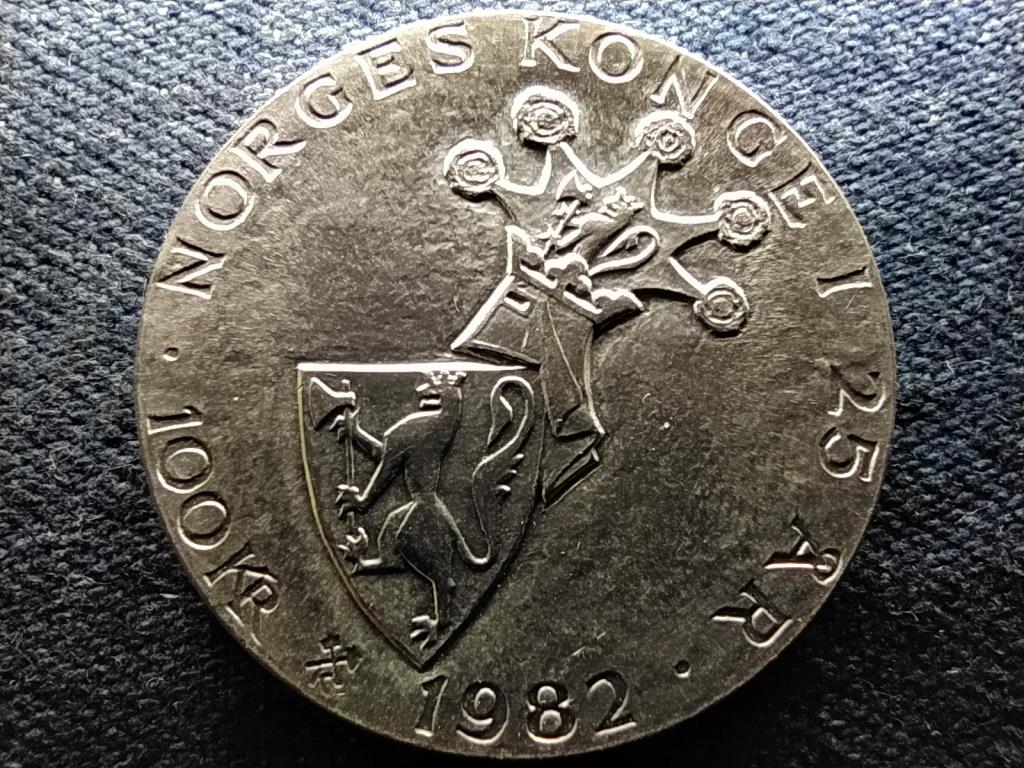 · NORGES KONGE I 25 ÅR ·
1982
100 KR